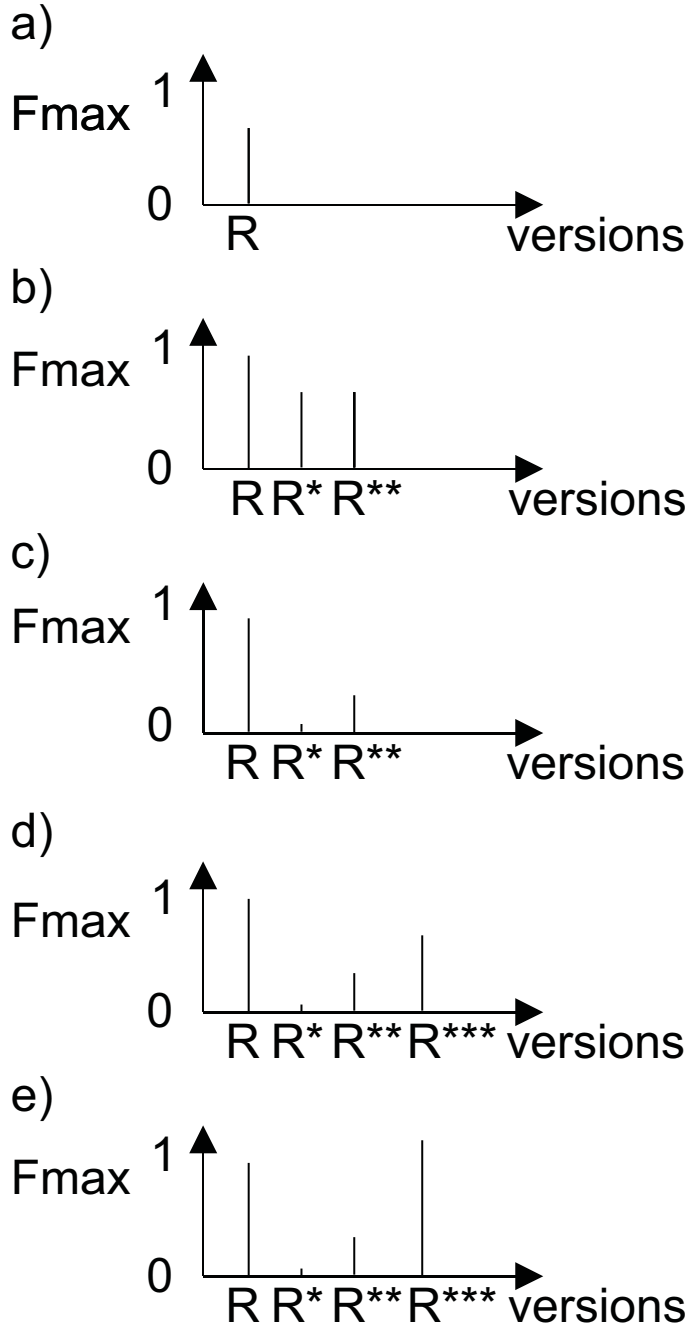 a)
1
Fmax
0
R versions
b)
1
Fmax
0
R R* R** versions
c)
1
Fmax
0
R R* R** versions
d)
1
Fmax
0
R R* R** R*** versions
e)
1
Fmax
0
R R* R** R*** versions